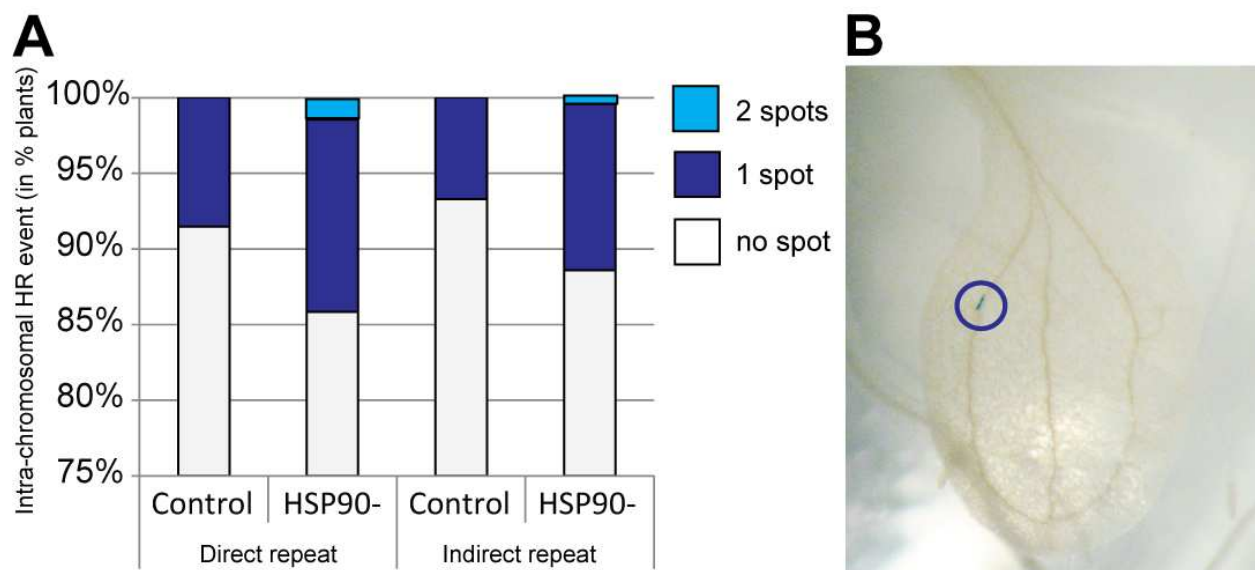 A
B
Intra-chromosomal HR event (in % plants)
100%
95%
90%
85%
80%
75%
2 spots
1 spot
no spot
Control
HSP90-
Control
HSP90-
Direct repeat
Indirect repeat